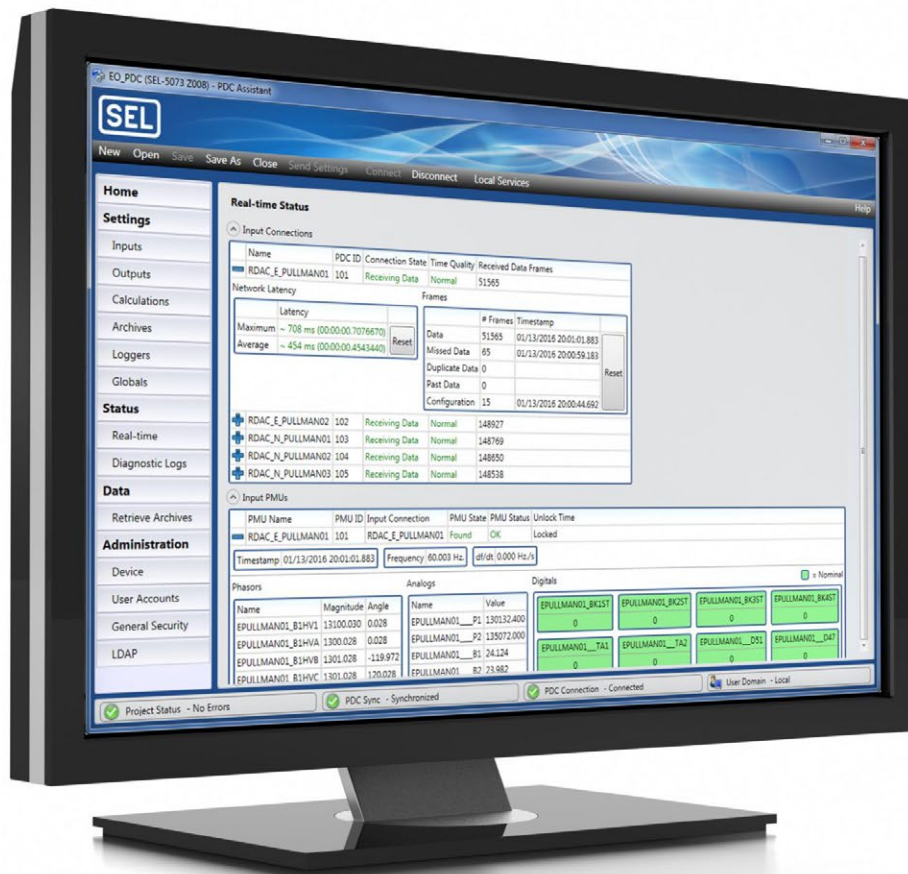 EO_PDC (SEL-5073 Z008) - PDC Assistant
SEL
New Open Save Save As Close Send Settings Connect Disconnect Local Services Help
Home
Settings
Inputs
Outputs
Calculations
Archives
Loggers
Globals
Status
Real-time
Diagnostic Logs
Data
Retrieve Archives
Administration
Device
User Accounts
General Security
LDAP
Real-time Status
Input Connections
Name PDC ID Connection State Time Quality Received Data Frames
RDAC_E_PULLMAN01 101 Receiving Data Normal 51565
Network Latency
Latency
Maximum ~ 708 ms (00:00:00.7076670)
Average ~ 454 ms (00:00:00.4543440)
Reset
Frames
# Frames Timestamp
Data 51565 01/13/2016 20:01:01.883
Missed Data 65 01/13/2016 20:00:59.183
Duplicate Data 0
Past Data 0
Configuration 15 01/13/2016 20:00:44.692
Reset
RDAC_E_PULLMAN02 102 Receiving Data Normal 148927
RDAC_N_PULLMAN01 103 Receiving Data Normal 148769
RDAC_N_PULLMAN02 104 Receiving Data Normal 148650
RDAC_N_PULLMAN03 105 Receiving Data Normal 148538
Input PMUs
PMU Name PMU ID Input Connection PMU State PMU Status Unlock Time
RDAC_E_PULLMAN01 101 RDAC_E_PULLMAN01 Found OK Locked
Timestamp 01/13/2016 20:01:01.883 Frequency 60.003 Hz. df/dt 0.000 Hz./s
= Nominal
Phasors
Name Magnitude Angle
EPULLMAN01_B1HV1 13100.030 0.028
EPULLMAN01_B1HVA 1300.028 0.028
EPULLMAN01_B1HVB 1301.028 -119.972
EPULLMAN01_B1HVC 1301.028 120.028
Analogs
Name Value
EPULLMAN01___P1 130132.400
EPULLMAN01___P2 135072.000
EPULLMAN01___B1 24.124
EPULLMAN01 B2 23.982
Digitals
EPULLMAN01_BK1ST EPULLMAN01_BK2ST EPULLMAN01_BK3ST EPULLMAN01_BK4ST
0 0 0 0
EPULLMAN01__TA1 EPULLMAN01__TA2 EPULLMAN01__D51 EPULLMAN01__D47
0 0 0 0
Project Status - No Errors
PDC Sync - Synchronized
PDC Connection - Connected
User Domain - Local